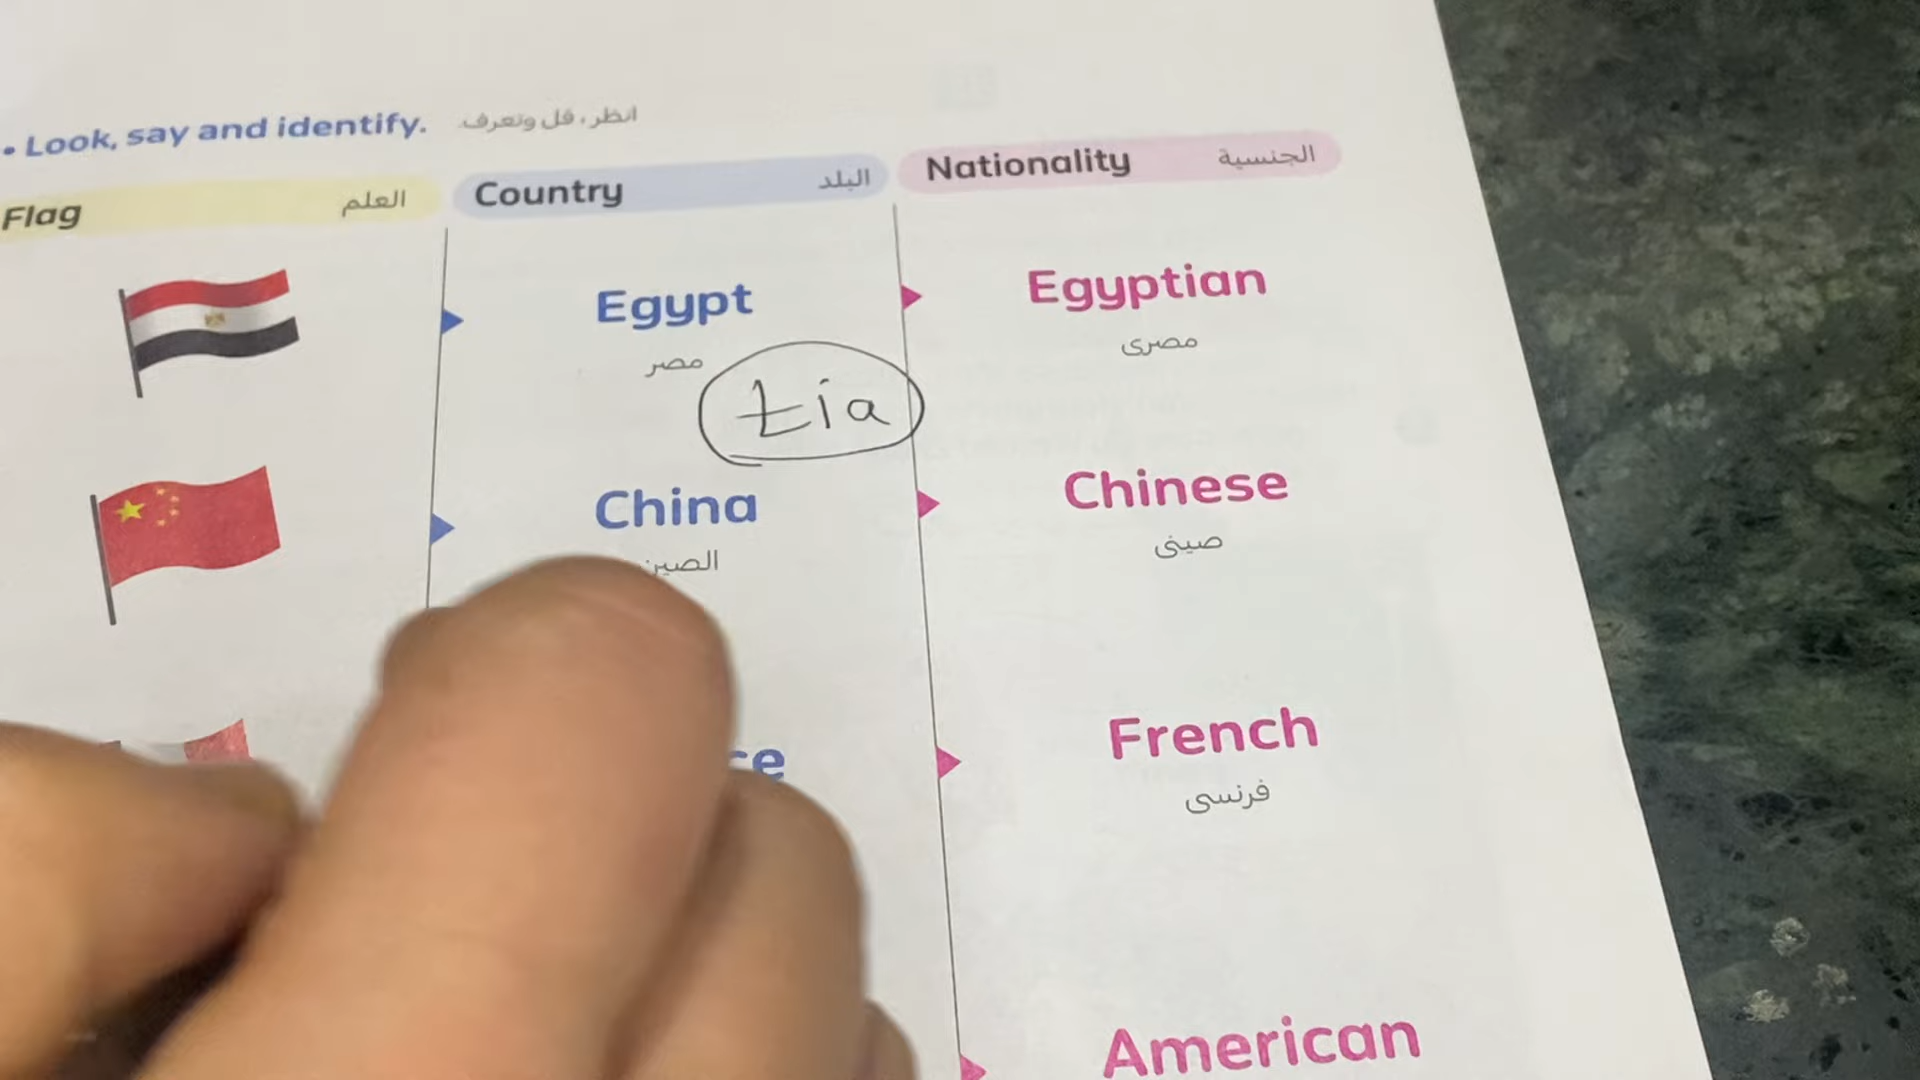 • Look, say and identify. انظر، قل وتعرف.
Flag العلم Country البلد Nationality الجنسية
Egypt Egyptian
مصر مصرى
tia
China Chinese
الصين صينى
French
فرنسى
American